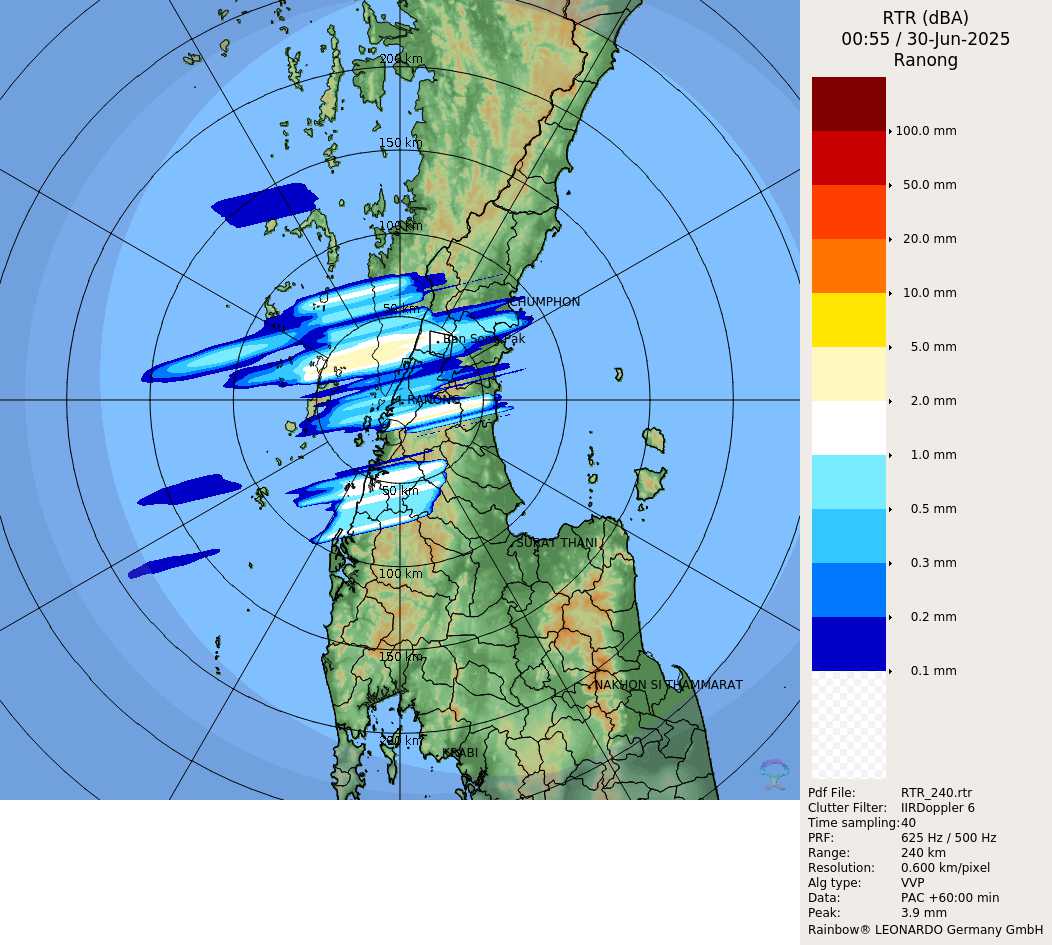 RTR (dBA)
00:55 / 30-Jun-2025
Ranong
200 km
150 km
100 km
50 km
CHUMPHON
Ban Song Pak
RANONG
50 km
SURAT THANI
100 km
150 km
NAKHON SI THAMMARAT
200 km
KRABI
100.0 mm
50.0 mm
20.0 mm
10.0 mm
5.0 mm
2.0 mm
1.0 mm
0.5 mm
0.3 mm
0.2 mm
0.1 mm
Pdf File: RTR_240.rtr
Clutter Filter: IIRDoppler 6
Time sampling:40
PRF: 625 Hz / 500 Hz
Range: 240 km
Resolution: 0.600 km/pixel
Alg type: VVP
Data: PAC +60:00 min
Peak: 3.9 mm
Rainbow® LEONARDO Germany GmbH